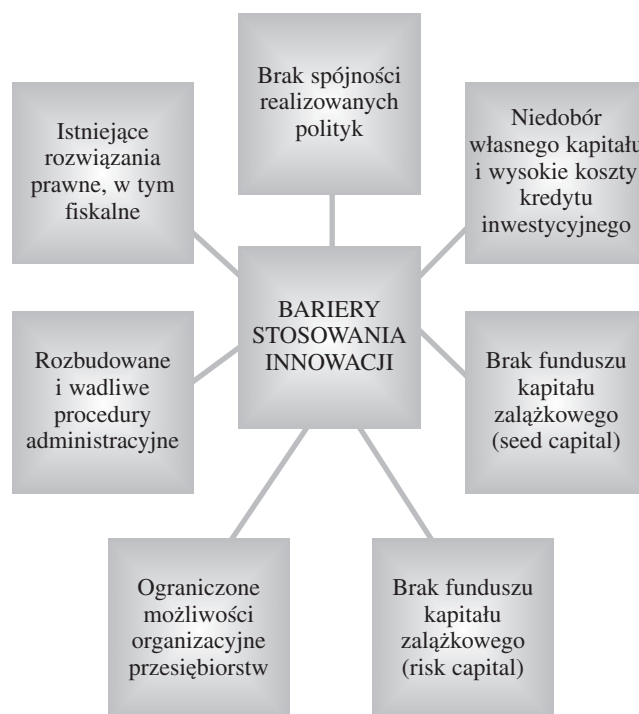 Brak spójności
realizowanych
polityk
Istniejące
rozwiązania
prawne, w tym
fiskalne
Niedobór
własnego kapitału
i wysokie koszty
kredytu
inwestycyjnego
BARIERY
STOSOWANIA
INNOWACJI
Rozbudowane
i wadliwe
procedury
administracyjne
Brak funduszu
kapitału
zalążkowego
(seed capital)
Ograniczone
możliwości
organizacyjne
przesiębiorstw
Brak funduszu
kapitału
zalążkowego
(risk capital)